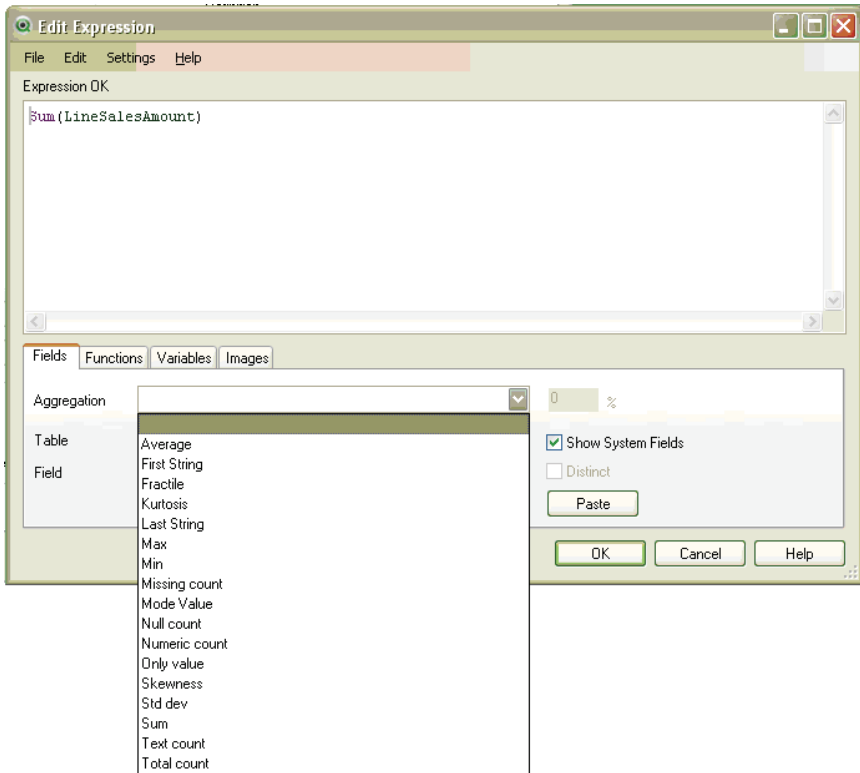 Edit Expression
File Edit Settings Help
Expression OK
Sum(LineSalesAmount)
Fields Functions Variables Images
Aggregation 0 %
Table Show System Fields
Field Distinct
Paste
Average
First String
Fractile
Kurtosis
Last String
Max
Min
Missing count
Mode Value
Null count
Numeric count
Only value
Skewness
Std dev
Sum
Text count
Total count
OK Cancel Help